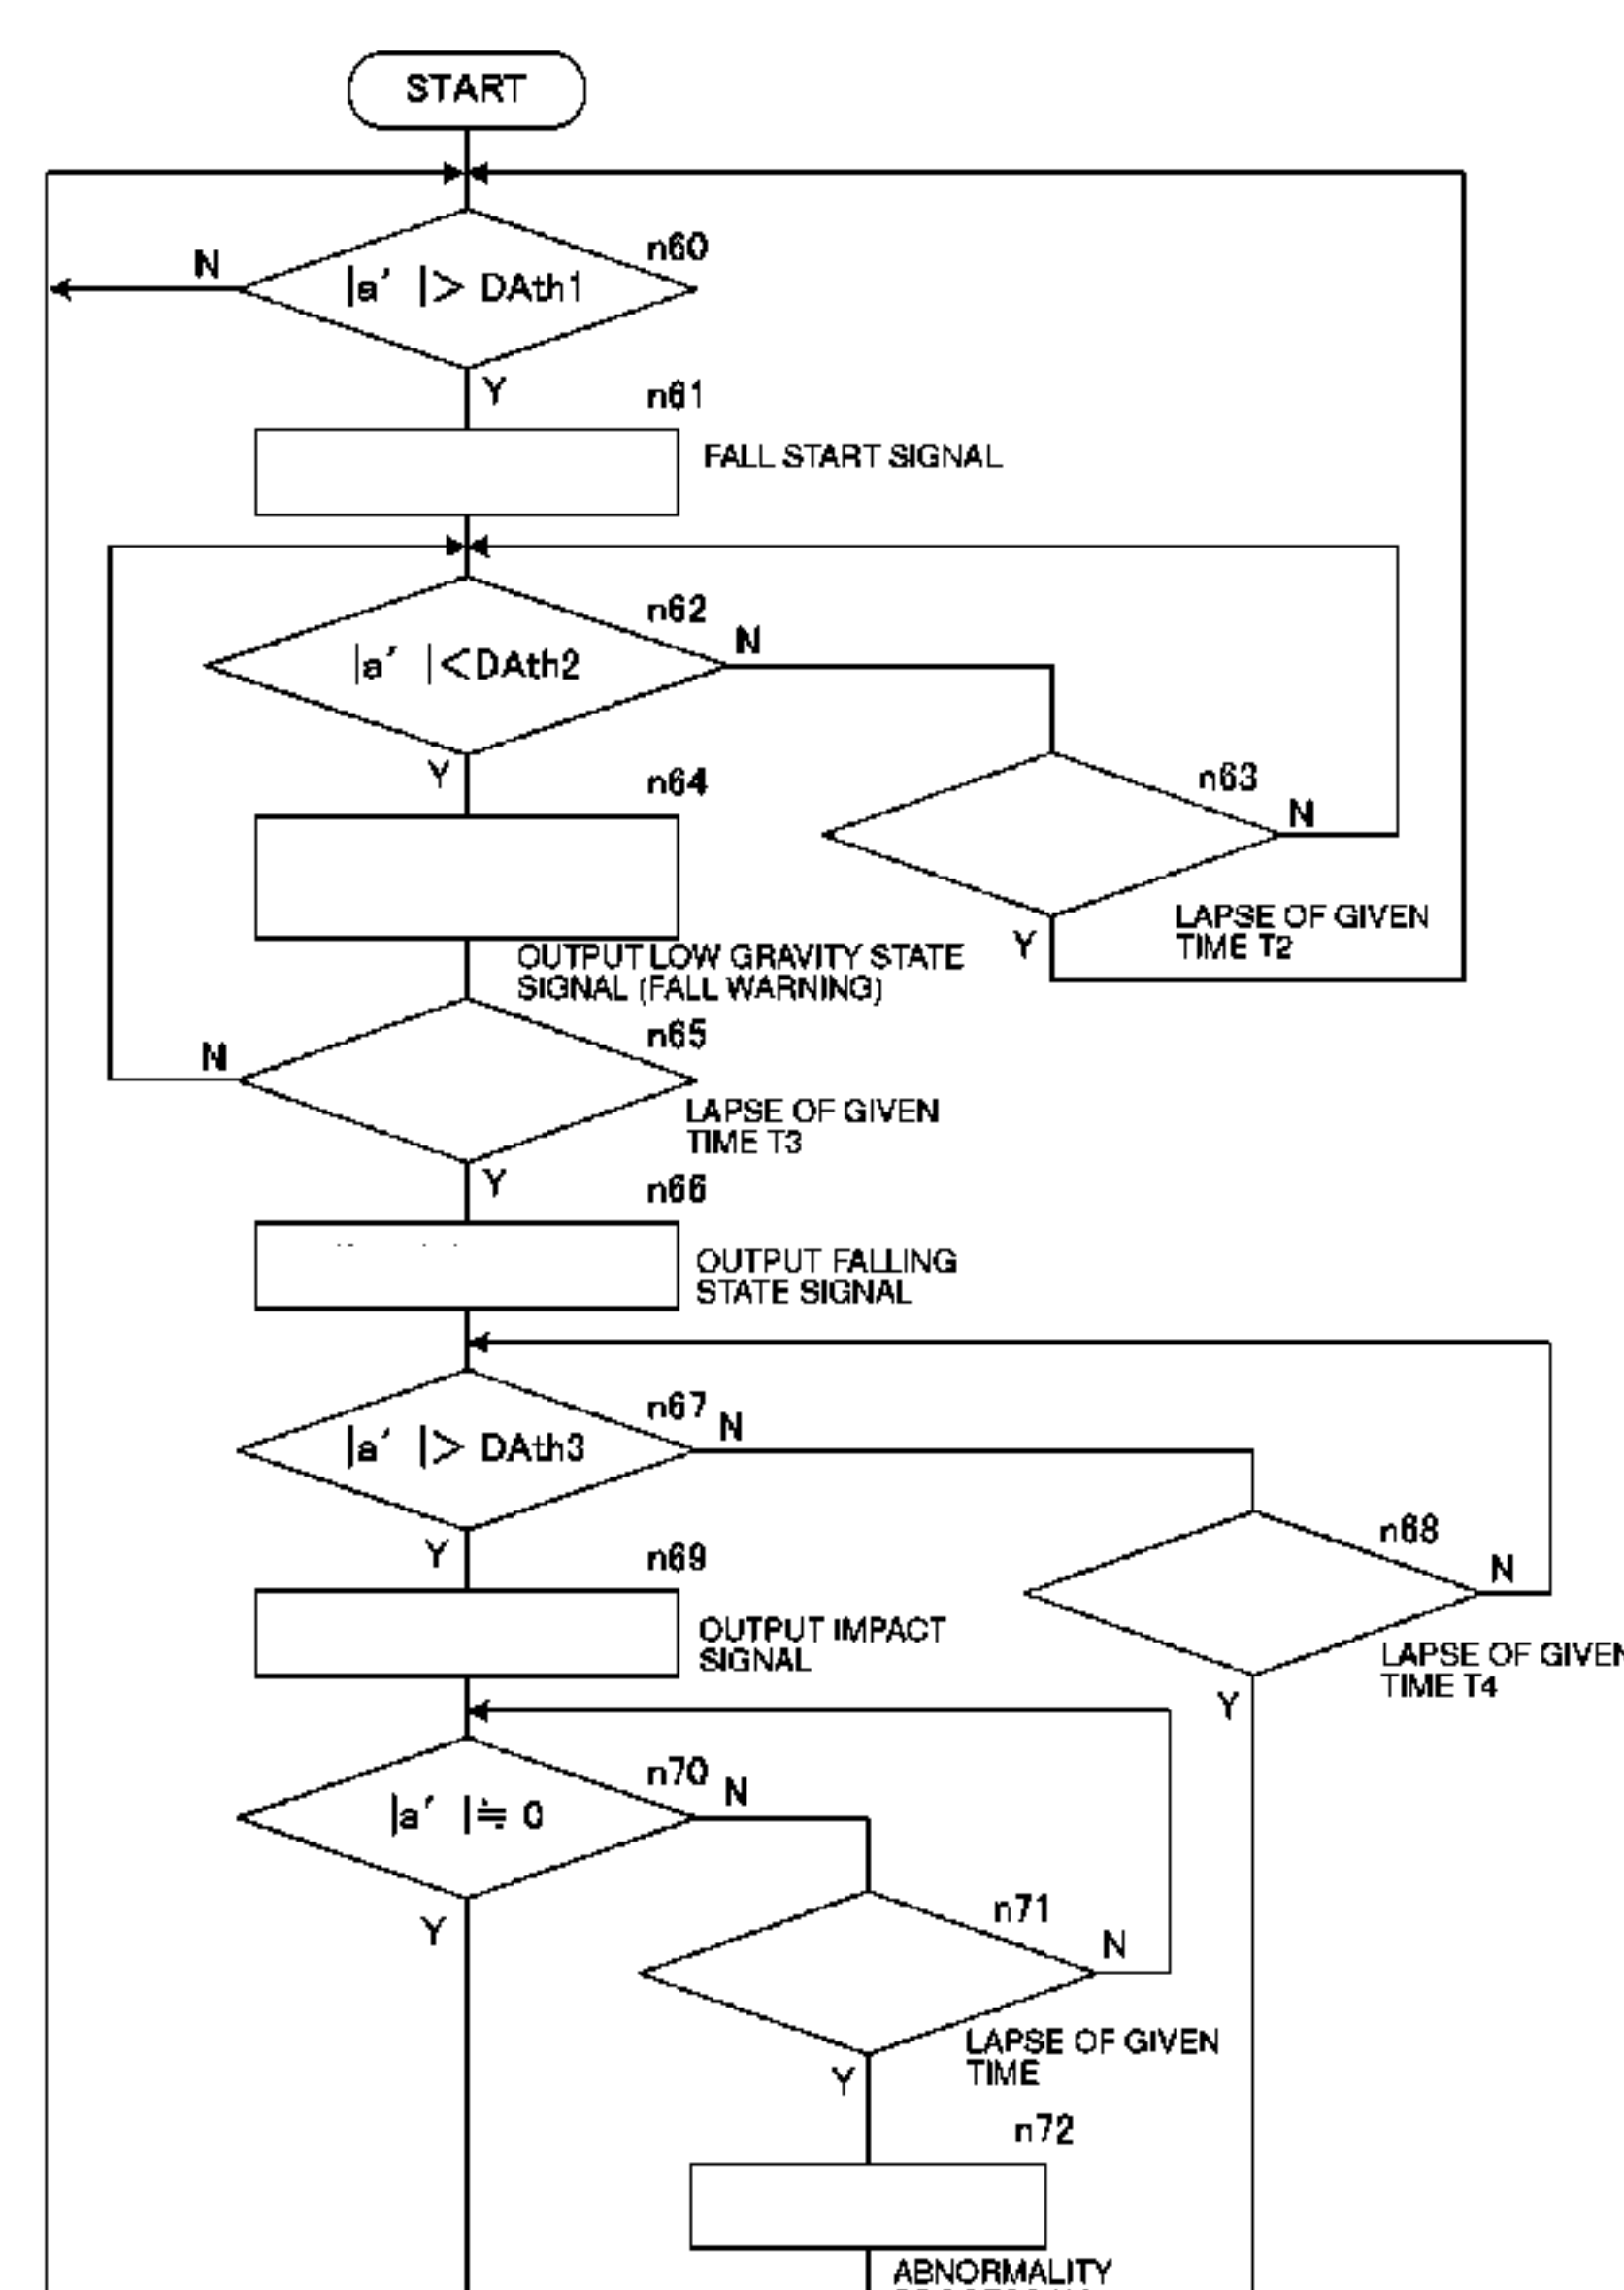 START
n60
N
|a′ |> DAth1
Y
n61
FALL START SIGNAL
n62
N
|a′ |<DAth2
Y
n64
n63
N
LAPSE OF GIVEN
TIME T2
Y
OUTPUT LOW GRAVITY STATE
SIGNAL (FALL WARNING)
n65
N
LAPSE OF GIVEN
TIME T3
Y
n66
OUTPUT FALLING
STATE SIGNAL
n67
N
|a′ |> DAth3
Y
n69
n68
N
OUTPUT IMPACT
SIGNAL
LAPSE OF GIVEN
TIME T4
Y
n70
N
|a′ |≒ 0
Y
n71
N
LAPSE OF GIVEN
TIME
Y
n72
ABNORMALITY